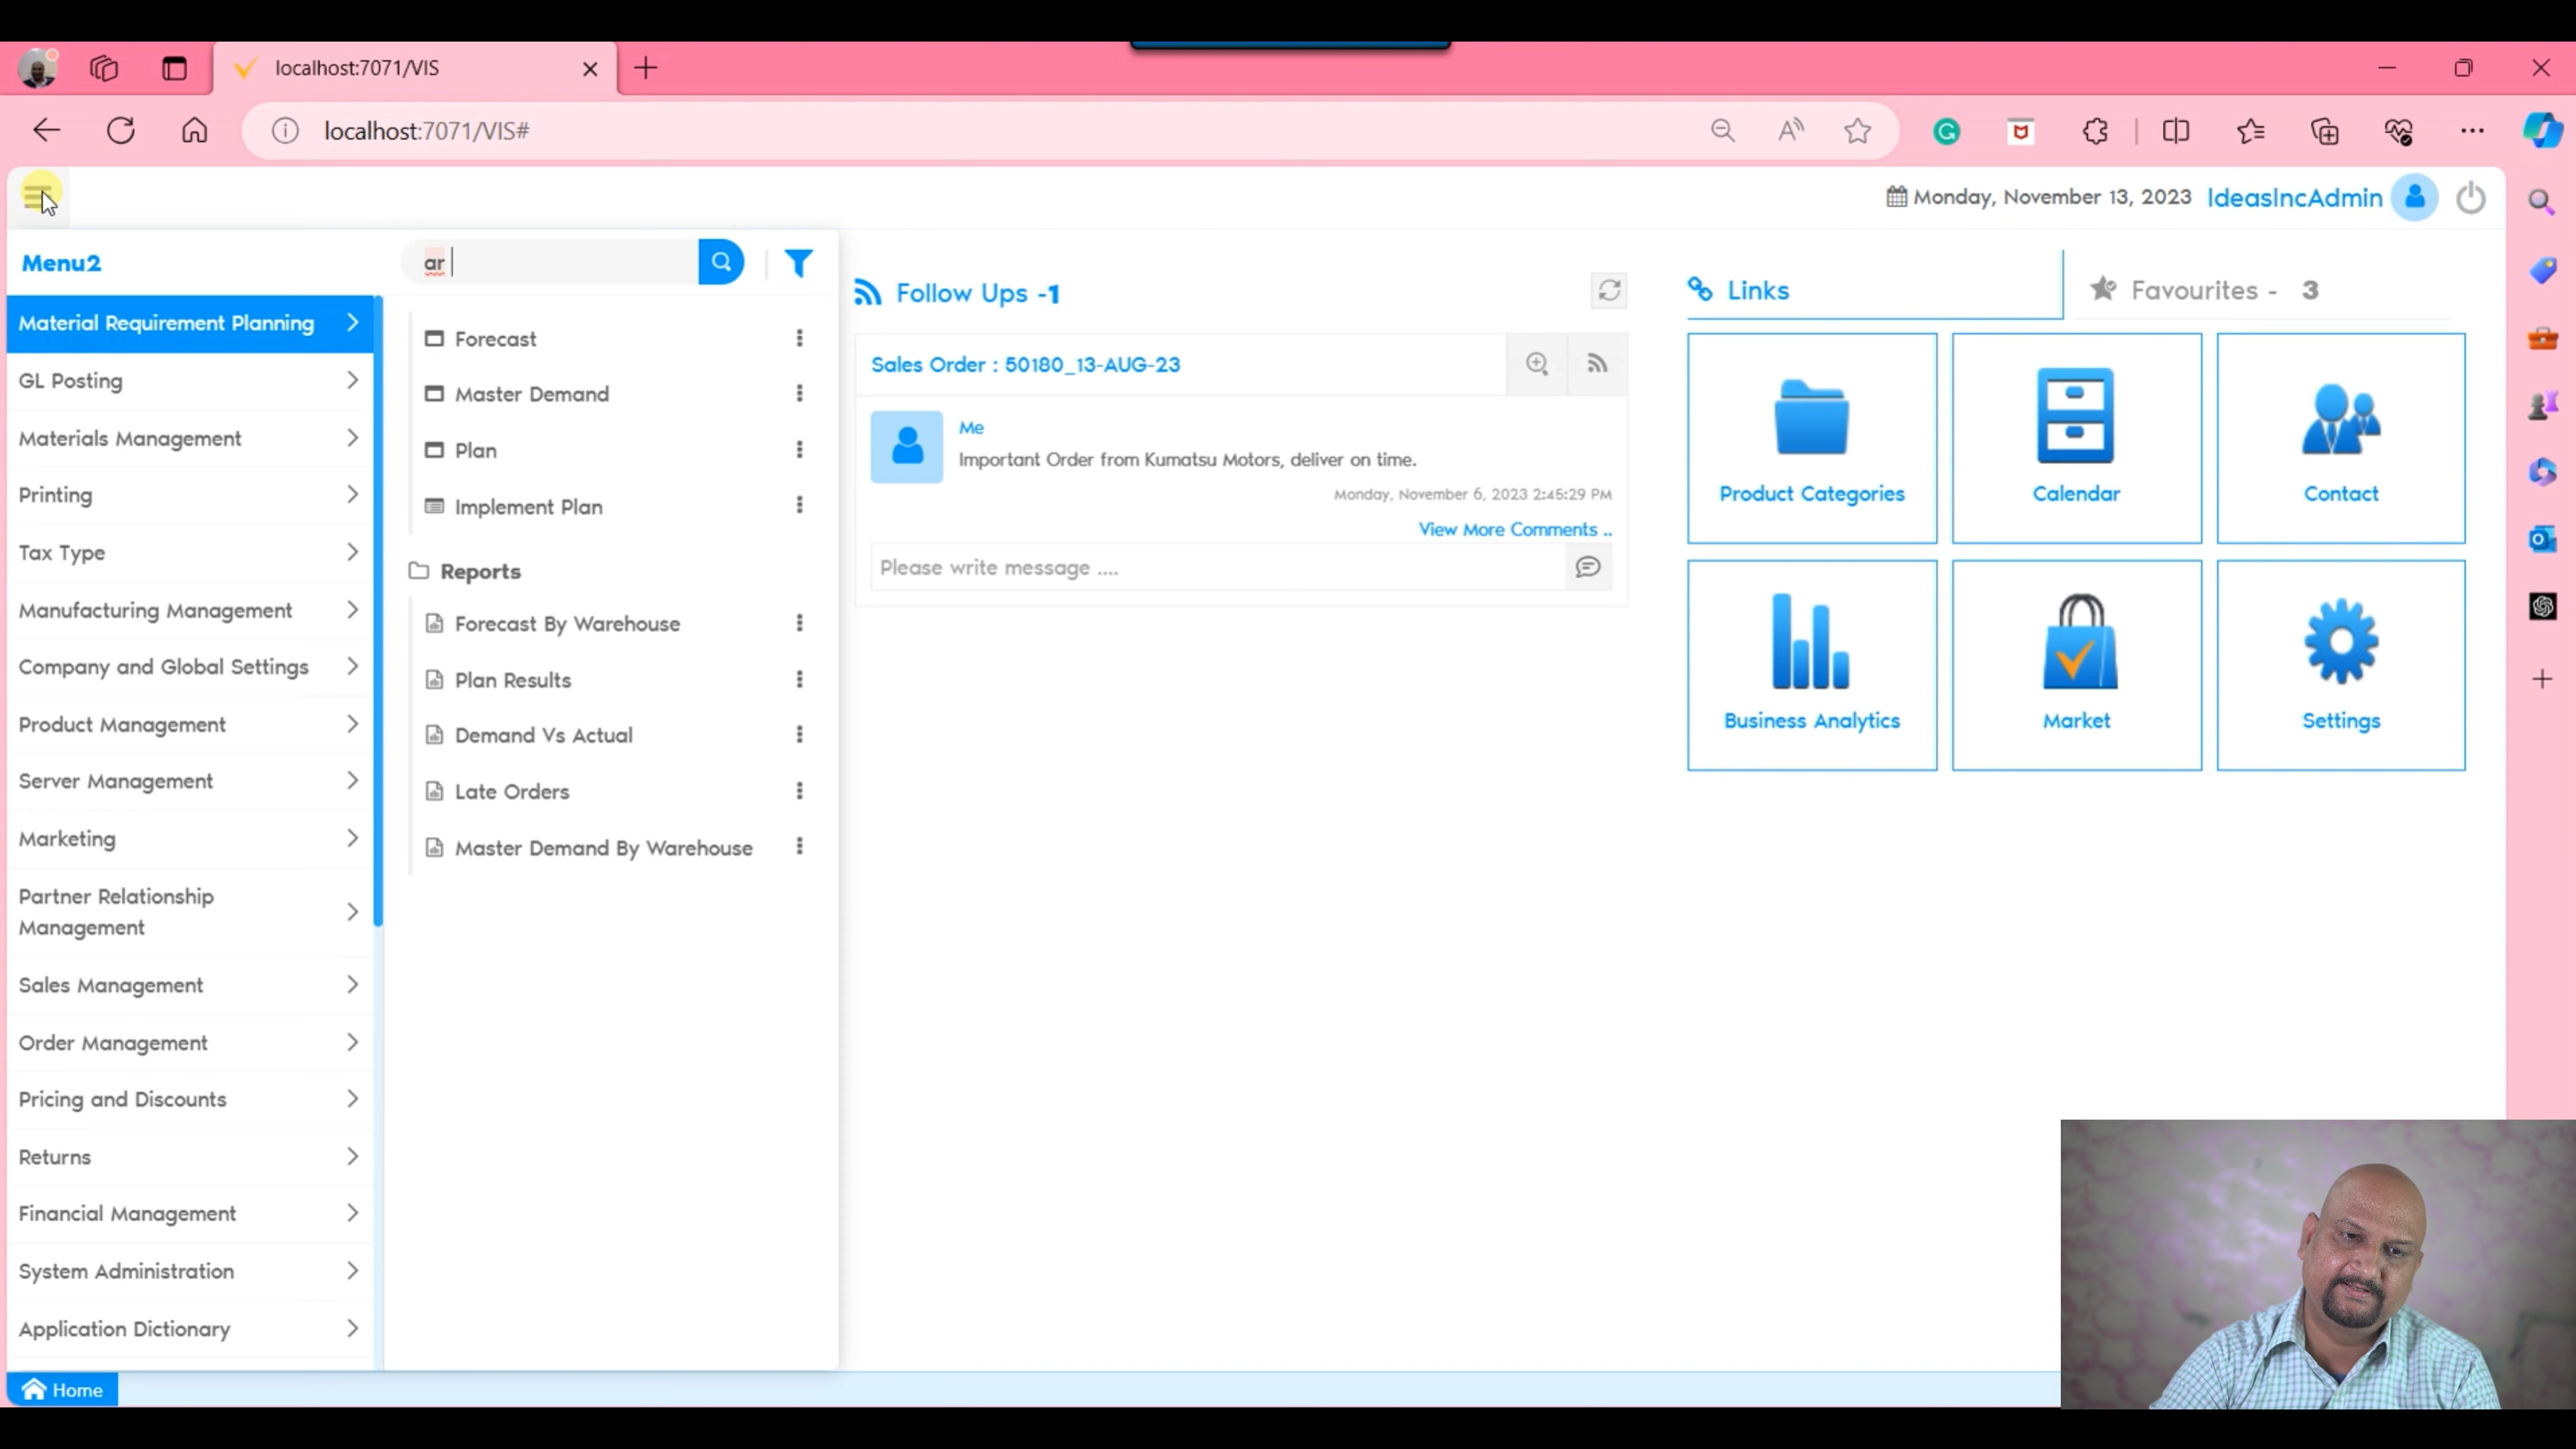 localhost:7071/VIS
localhost:7071/VIS#
Monday, November 13, 2023 IdeasIncAdmin
Menu2
ar
Material Requirement Planning
GL Posting
Materials Management
Printing
Tax Type
Manufacturing Management
Company and Global Settings
Product Management
Server Management
Marketing
Partner Relationship
Management
Sales Management
Order Management
Pricing and Discounts
Returns
Financial Management
System Administration
Application Dictionary
Forecast
Master Demand
Plan
Implement Plan
Reports
Forecast By Warehouse
Plan Results
Demand Vs Actual
Late Orders
Master Demand By Warehouse
Follow Ups -1
Sales Order : 50180_13-AUG-23
Me
Important Order from Kumatsu Motors, deliver on time.
Monday, November 6, 2023 2:45:29 PM
View More Comments ..
Please write message ....
Links
Favourites - 3
Product Categories
Calendar
Contact
Business Analytics
Market
Settings
Home